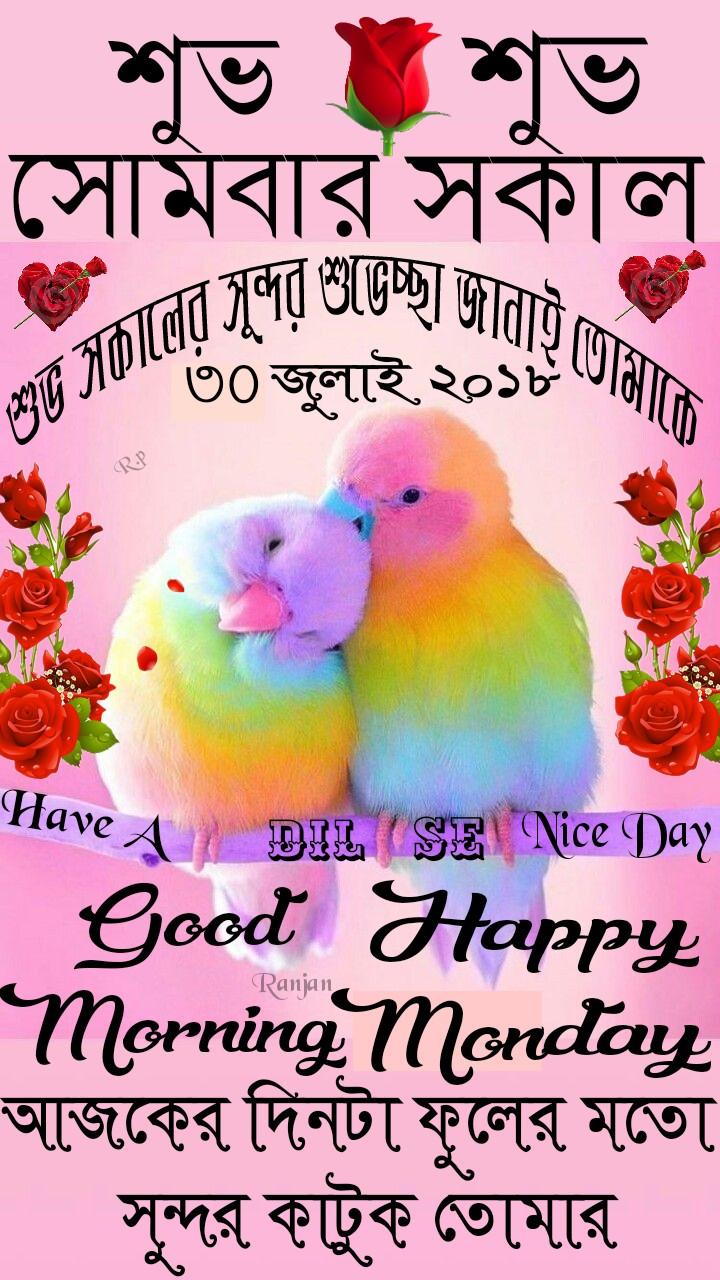 শুভ শুভ
সোমবার সকাল
শুভ সকালের সুন্দর শুভেচ্ছা জানাই তোমাকে
৩০ জুলাই ২০১৮
R.P
Have A DIL SE Nice Day
Good Happy
Ranjan
Morning Monday
আজকের দিনটা ফুলের মতো
সুন্দর কাটুক তোমার